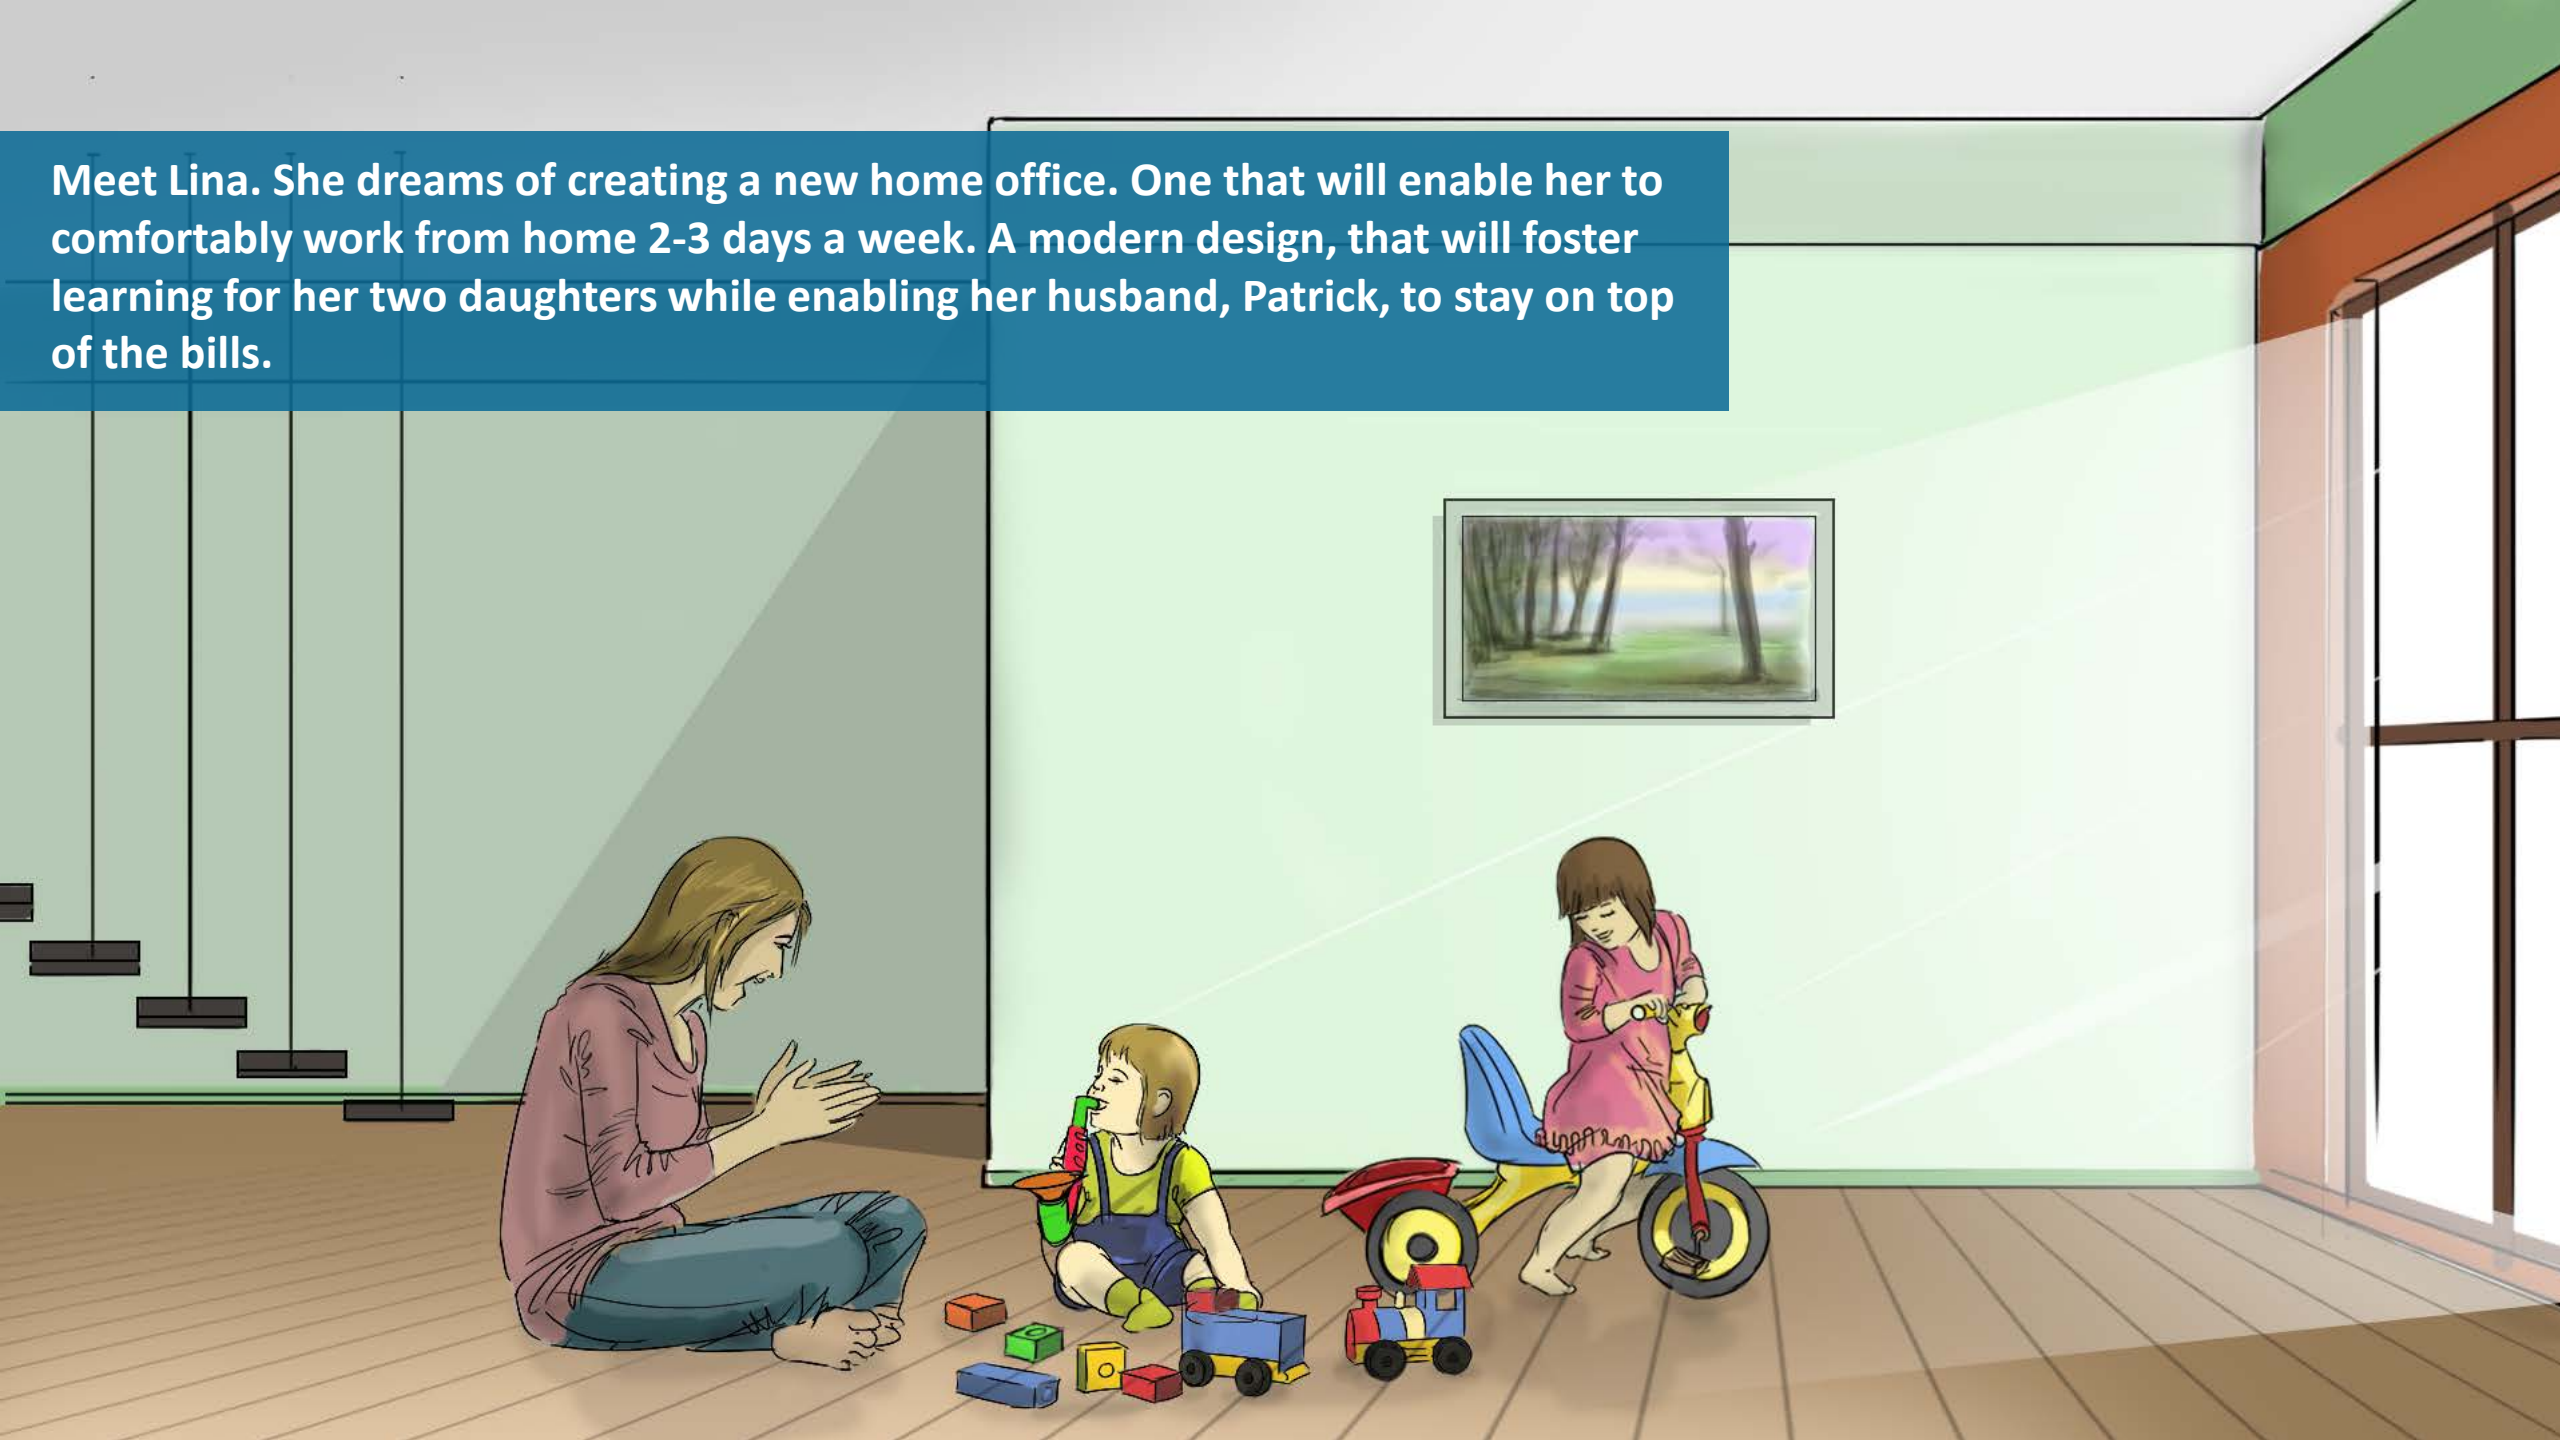 Meet Lina. She dreams of creating a new home office. One that will enable her to
comfortably work from home 2-3 days a week. A modern design, that will foster
learning for her two daughters while enabling her husband, Patrick, to stay on top
of the bills.